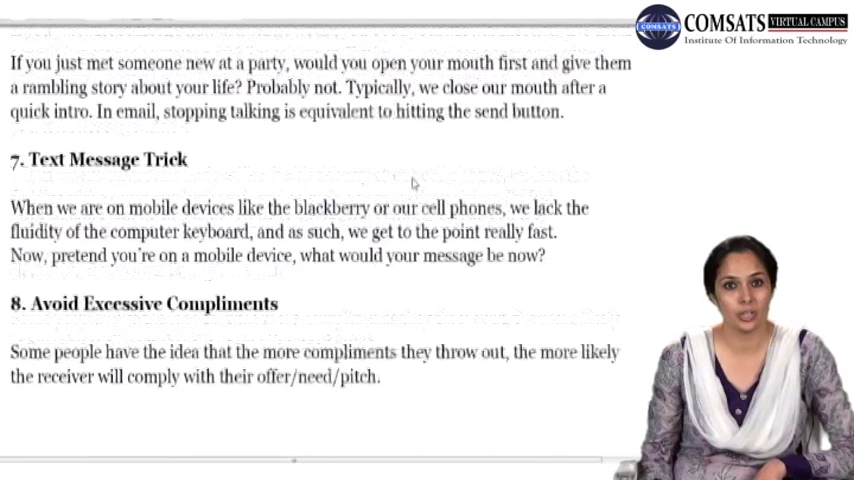 COMSATS VIRTUAL CAMPUS
Institute Of Information Technology
If you just met someone new at a party, would you open your mouth first and give them
a rambling story about your life? Probably not. Typically, we close our mouth after a
quick intro. In email, stopping talking is equivalent to hitting the send button.
7. Text Message Trick
When we are on mobile devices like the blackberry or our cell phones, we lack the
fluidity of the computer keyboard, and as such, we get to the point really fast.
Now, pretend you're on a mobile device, what would your message be now?
8. Avoid Excessive Compliments
Some people have the idea that the more compliments they throw out, the more likely
the receiver will comply with their offer/need/pitch.